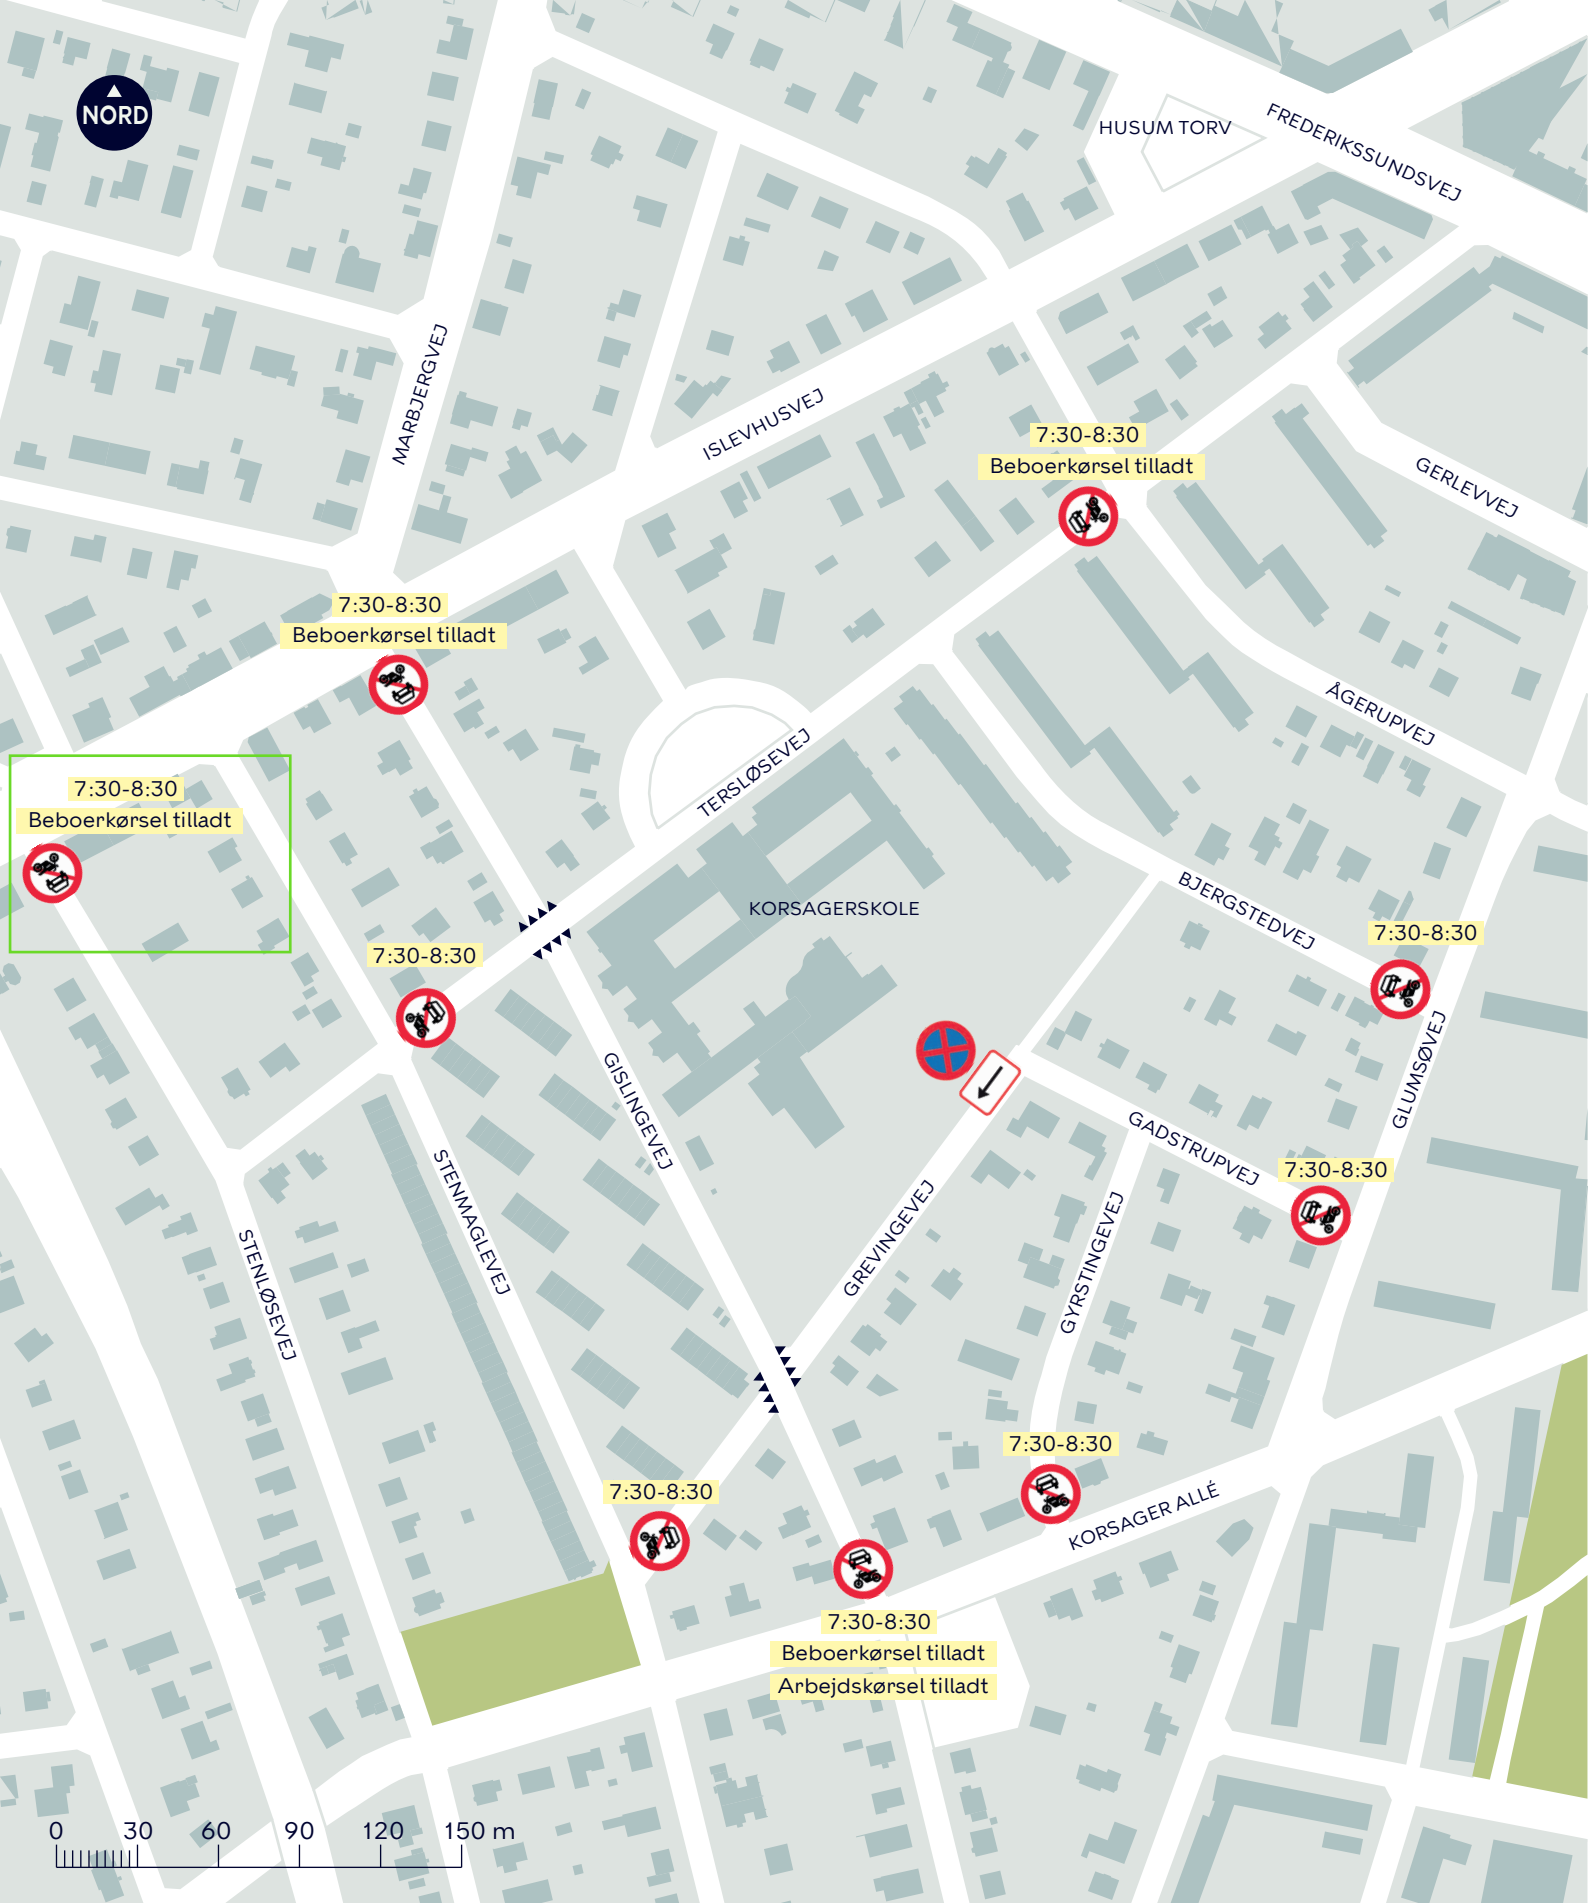 NORD
HUSUM TORV
FREDERIKSSUNDSVEJ
MARBJERGVEJ
ISLEVHUSVEJ
7:30-8:30
Beboerkørsel tilladt
GERLEVVEJ
7:30-8:30
Beboerkørsel tilladt
ÅGERUPVEJ
TERSLØSEVEJ
7:30-8:30
Beboerkørsel tilladt
KORSAGERSKOLE
BJERGSTEDVEJ
7:30-8:30
7:30-8:30
GISLINGEVEJ
GLUMSØVEJ
STENMAGLEVEJ
GADSTRUPVEJ
7:30-8:30
GREVINGEVEJ
GYRSTINGEVEJ
STENLØSEVEJ
7:30-8:30
7:30-8:30
KORSAGER ALLÉ
7:30-8:30
Beboerkørsel tilladt
Arbejdskørsel tilladt
0 30 60 90 120 150 m